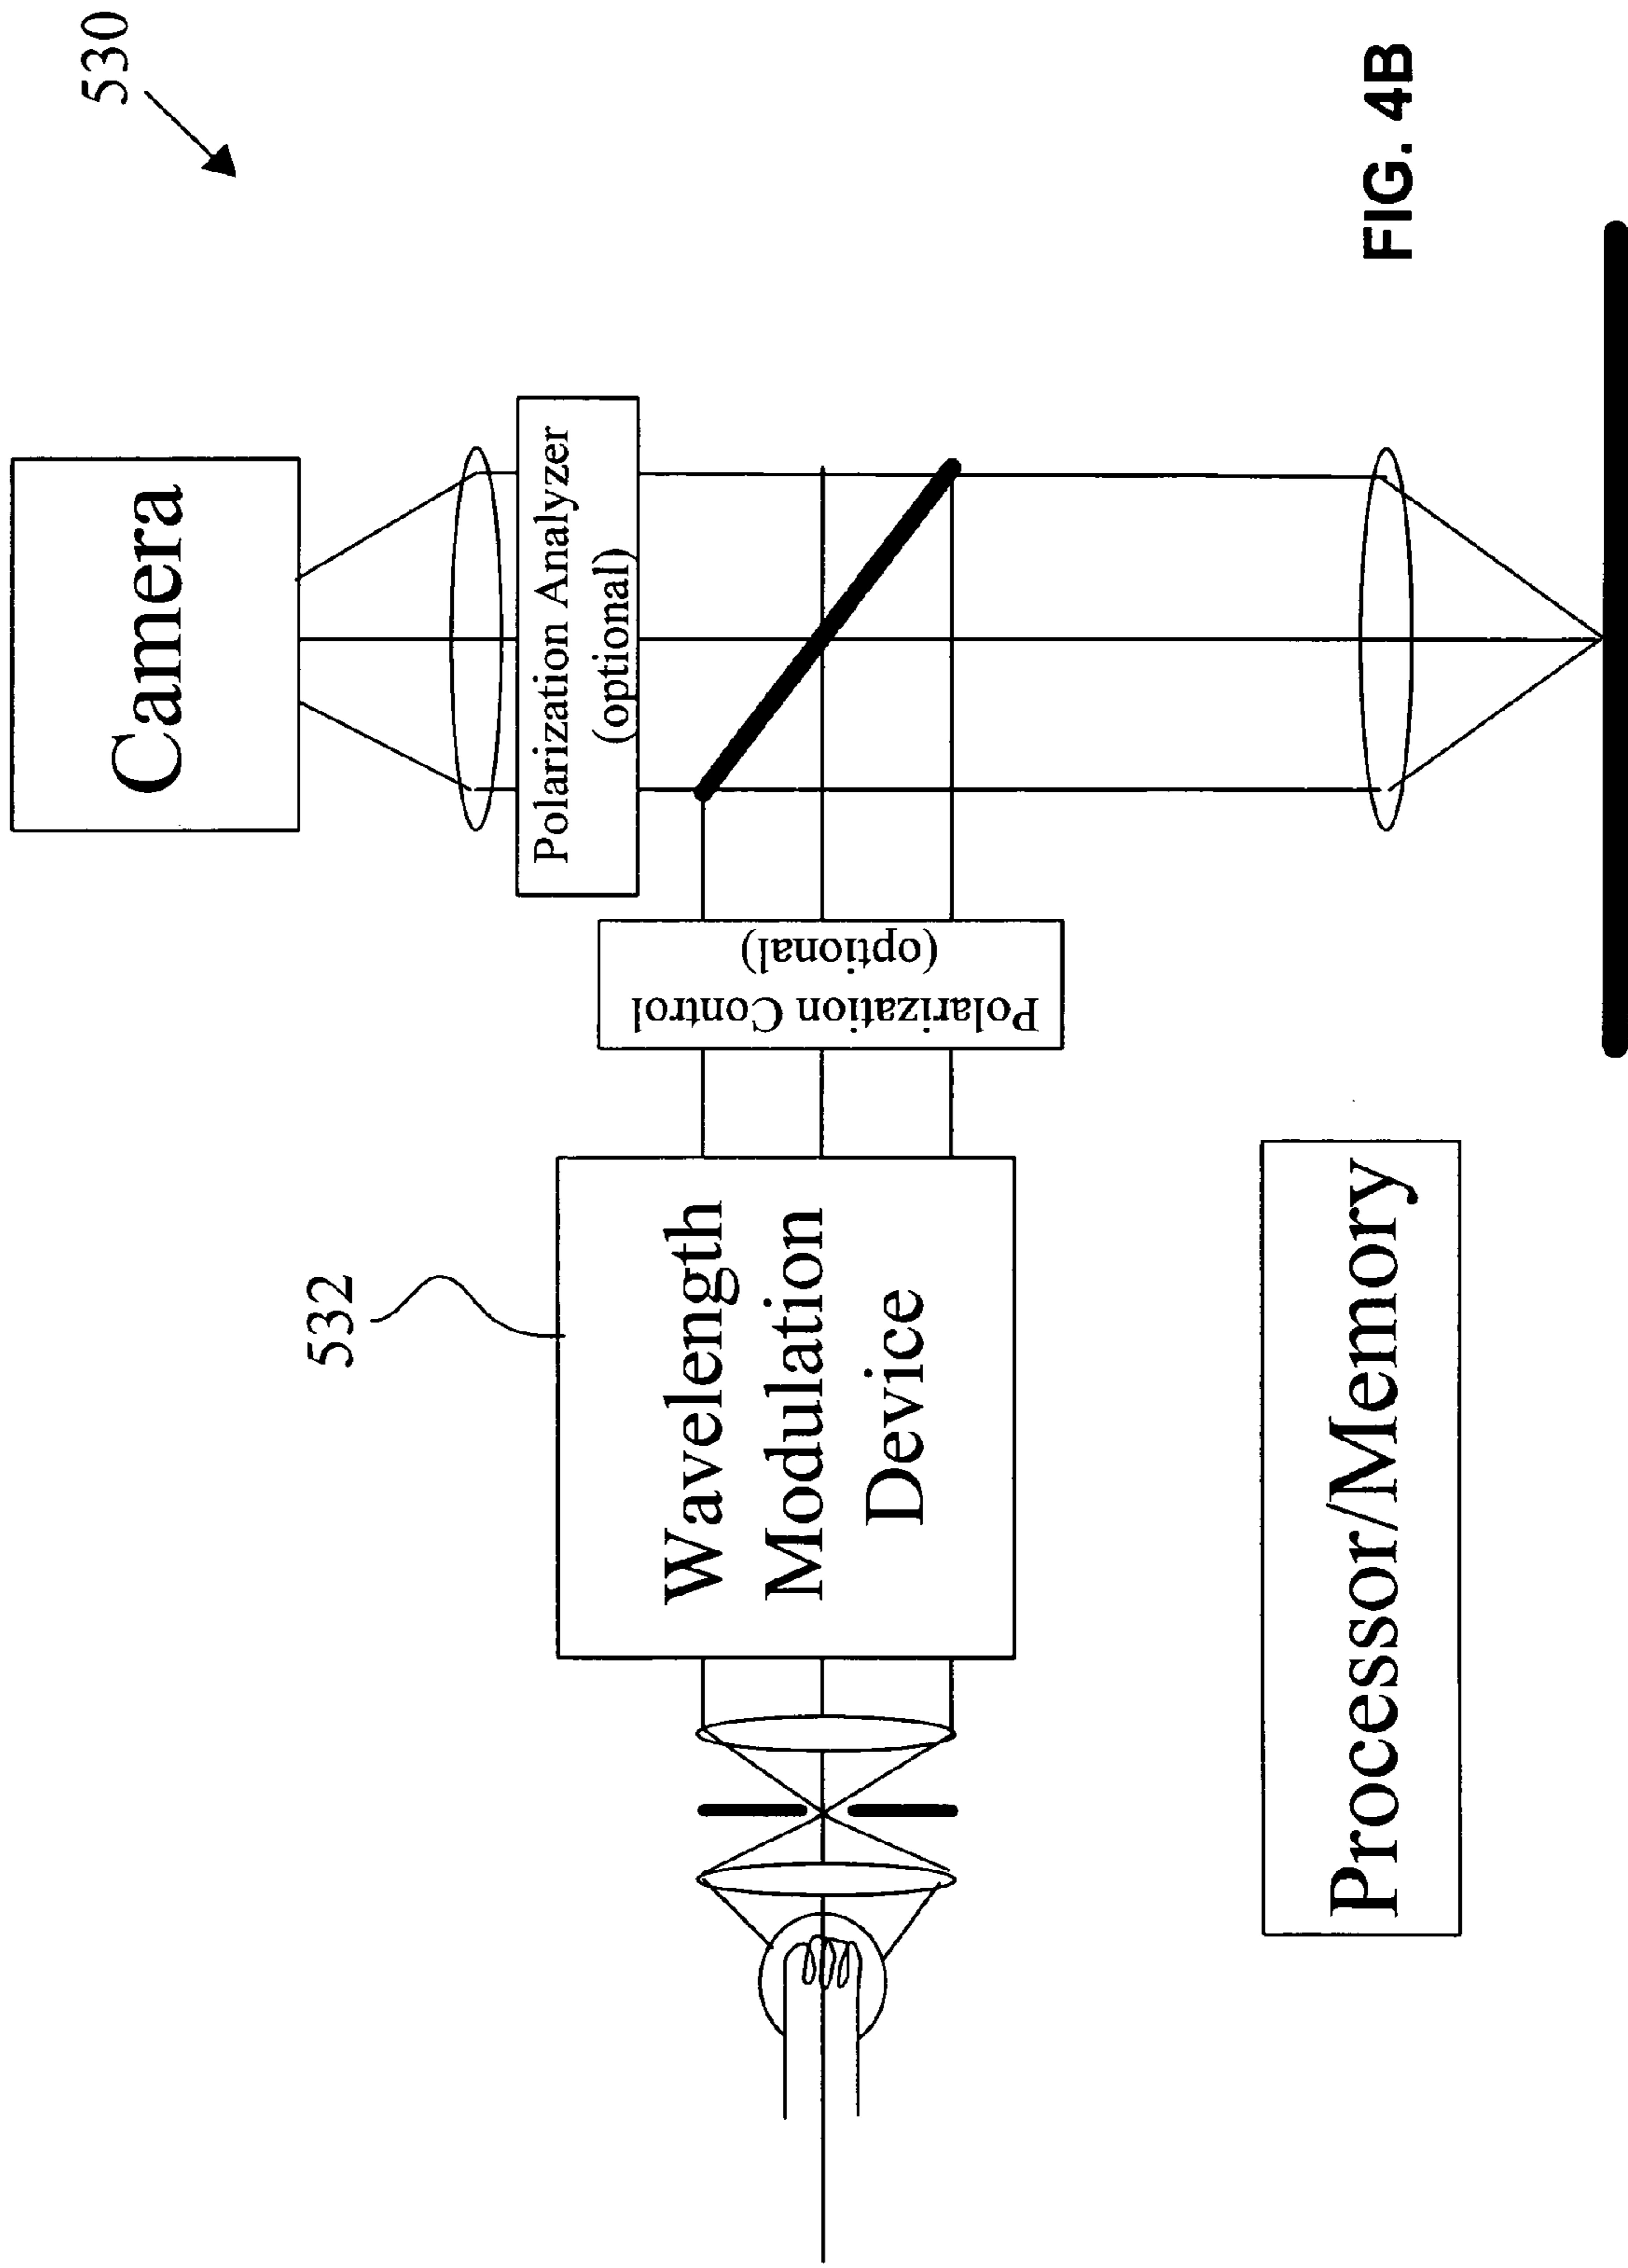 530
Camera
Polarization Analyzer
(optional)
Polarization Control
(optional)
532
Wavelength
Modulation
Device
Processor/Memory
FIG. 4B